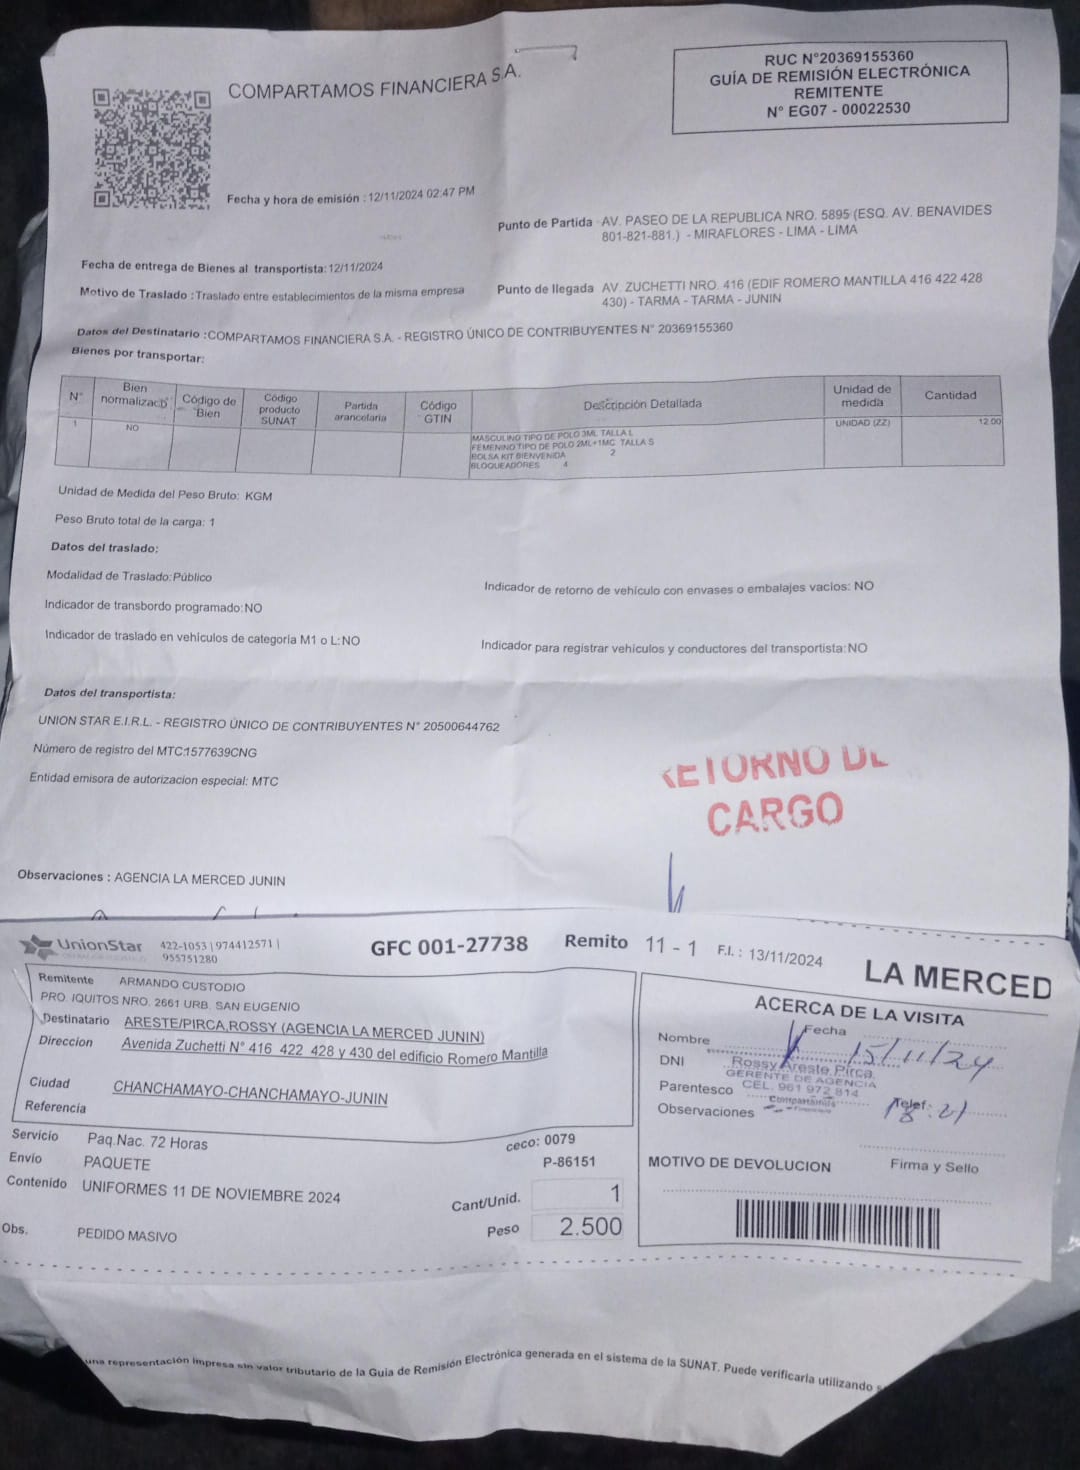 COMPARTAMOS FINANCIERA S.A.
RUC N°20369155360
GUÍA DE REMISIÓN ELECTRÓNICA
REMITENTE
N° EG07 - 00022530
Fecha y hora de emisión : 12/11/2024 02:47 PM
Punto de Partida : AV. PASEO DE LA REPUBLICA NRO. 5895 (ESQ. AV. BENAVIDES
801-821-881.) - MIRAFLORES - LIMA - LIMA
Fecha de entrega de Bienes al transportista: 12/11/2024
Motivo de Traslado : Traslado entre establecimientos de la misma empresa
Punto de llegada AV. ZUCHETTI NRO. 416 (EDIF ROMERO MANTILLA 416 422 428
430) - TARMA - TARMA - JUNIN
Datos del Destinatario : COMPARTAMOS FINANCIERA S.A. - REGISTRO ÚNICO DE CONTRIBUYENTES N° 20369155360
Bienes por transportar:
N° Bien normalizado Código de Bien Código producto SUNAT Partida arancelaria Código GTIN Descripción Detallada Unidad de medida Cantidad
1 NO MASCULINO TIPO DE POLO 3ML TALLA L UNIDAD (ZZ) 12.00
FEMENINO TIPO DE POLO 2ML+1MC TALLA S
BOLSA KIT BIENVENIDA 2
BLOQUEADORES 4
Unidad de Medida del Peso Bruto: KGM
Peso Bruto total de la carga: 1
Datos del traslado:
Modalidad de Traslado: Público
Indicador de retorno de vehículo con envases o embalajes vacios: NO
Indicador de transbordo programado: NO
Indicador de traslado en vehículos de categoría M1 o L: NO
Indicador para registrar vehículos y conductores del transportista: NO
Datos del transportista:
UNION STAR E.I.R.L. - REGISTRO ÚNICO DE CONTRIBUYENTES N° 20500644762
Número de registro del MTC:1577639CNG
Entidad emisora de autorizacion especial: MTC
RETORNO DE
CARGO
Observaciones : AGENCIA LA MERCED JUNIN
UnionStar 422-1053 | 974412571 |
955751280
GFC 001-27738 Remito 11 - 1 F.I. : 13/11/2024
LA MERCED
Remitente ARMANDO CUSTODIO
PRO. IQUITOS NRO. 2661 URB. SAN EUGENIO
Destinatario ARESTE/PIRCA,ROSSY (AGENCIA LA MERCED JUNIN)
Direccion Avenida Zuchetti N° 416 422 428 y 430 del edificio Romero Mantilla
Ciudad CHANCHAMAYO-CHANCHAMAYO-JUNIN
Referencia
Servicio Paq.Nac. 72 Horas ceco: 0079
Envio PAQUETE P-86151
Contenido UNIFORMES 11 DE NOVIEMBRE 2024
Cant/Unid. 1
Obs. PEDIDO MASIVO
Peso 2.500
ACERCA DE LA VISITA
Fecha
15/11/24
Nombre
DNI
Rossy Areste Pirca
GERENTE DE AGENCIA
CEL. 961 972 814
Compartamos
Financiera
Parentesco
Telef:
18:21
Observaciones
MOTIVO DE DEVOLUCION
Firma y Sello
una representación impresa sin valor tributario de la Guia de Remisión Electrónica generada en el sistema de la SUNAT. Puede verificarla utilizando